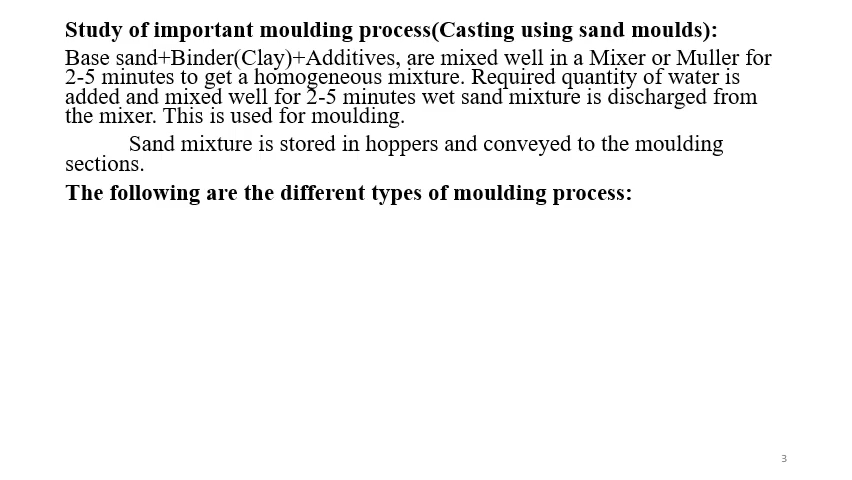 Study of important moulding process(Casting using sand moulds):
Base sand+Binder(Clay)+Additives, are mixed well in a Mixer or Muller for
2-5 minutes to get a homogeneous mixture. Required quantity of water is
added and mixed well for 2-5 minutes wet sand mixture is discharged from
the mixer. This is used for moulding.
Sand mixture is stored in hoppers and conveyed to the moulding
sections.
The following are the different types of moulding process:
3